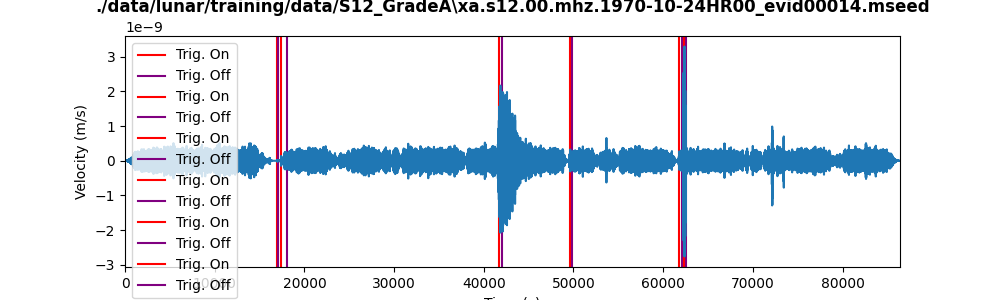 ./data/lunar/training/data/S12_GradeA\xa.s12.00.mhz.1970-10-24HR00_evid00014.mseed
1e−9
Velocity (m/s)
3
2
1
0
−1
−2
−3
Trig. On
Trig. Off
Trig. On
Trig. Off
Trig. On
Trig. Off
Trig. On
Trig. Off
Trig. On
Trig. Off
Trig. On
Trig. Off
0 10000 20000 30000 40000 50000 60000 70000 80000